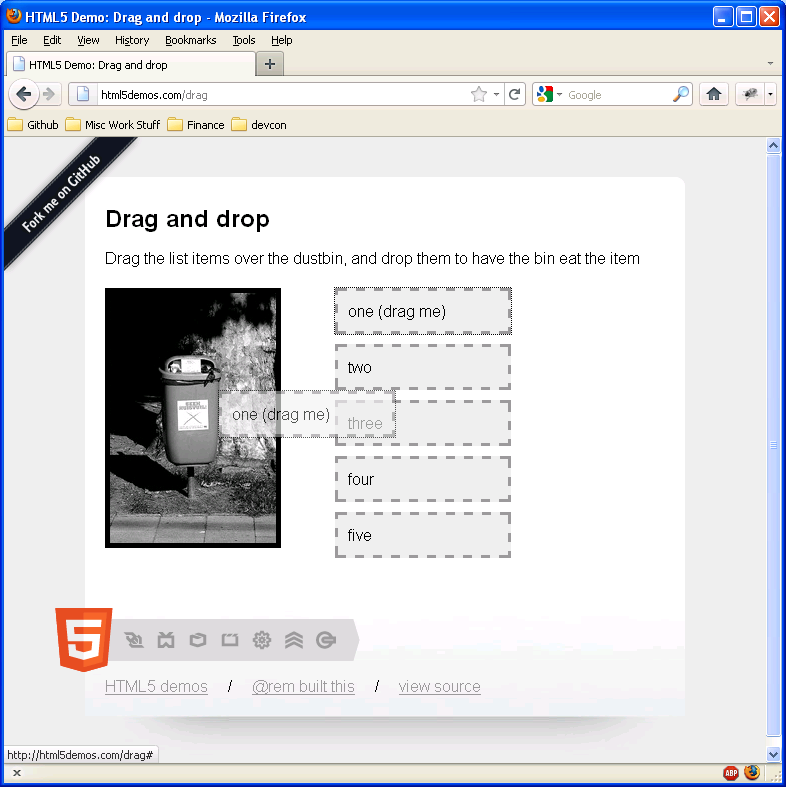 HTML5 Demo: Drag and drop - Mozilla Firefox
File Edit View History Bookmarks Tools Help
HTML5 Demo: Drag and drop
html5demos.com/drag
Google
Github Misc Work Stuff Finance devcon
Fork me on GitHub
Drag and drop
Drag the list items over the dustbin, and drop them to have the bin eat the item
one (drag me)
two
one (drag me)
three
four
five
5
HTML5 demos / @rem built this / view source
http://html5demos.com/drag#
ABP